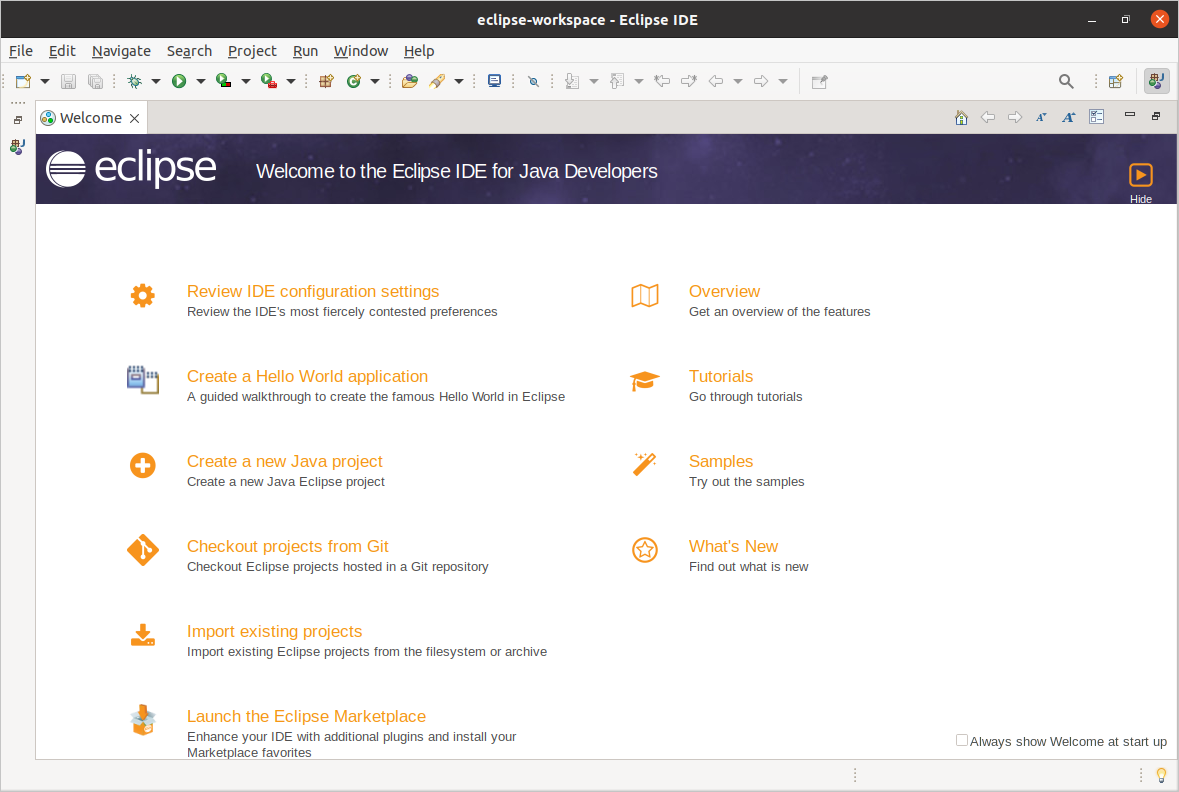 eclipse-workspace - Eclipse IDE
File Edit Navigate Search Project Run Window Help
Welcome
eclipse
Welcome to the Eclipse IDE for Java Developers
Hide
Review IDE configuration settings
Review the IDE's most fiercely contested preferences
Overview
Get an overview of the features
Create a Hello World application
A guided walkthrough to create the famous Hello World in Eclipse
Tutorials
Go through tutorials
Create a new Java project
Create a new Java Eclipse project
Samples
Try out the samples
Checkout projects from Git
Checkout Eclipse projects hosted in a Git repository
What's New
Find out what is new
Import existing projects
Import existing Eclipse projects from the filesystem or archive
Launch the Eclipse Marketplace
Enhance your IDE with additional plugins and install your
Marketplace favorites
Always show Welcome at start up